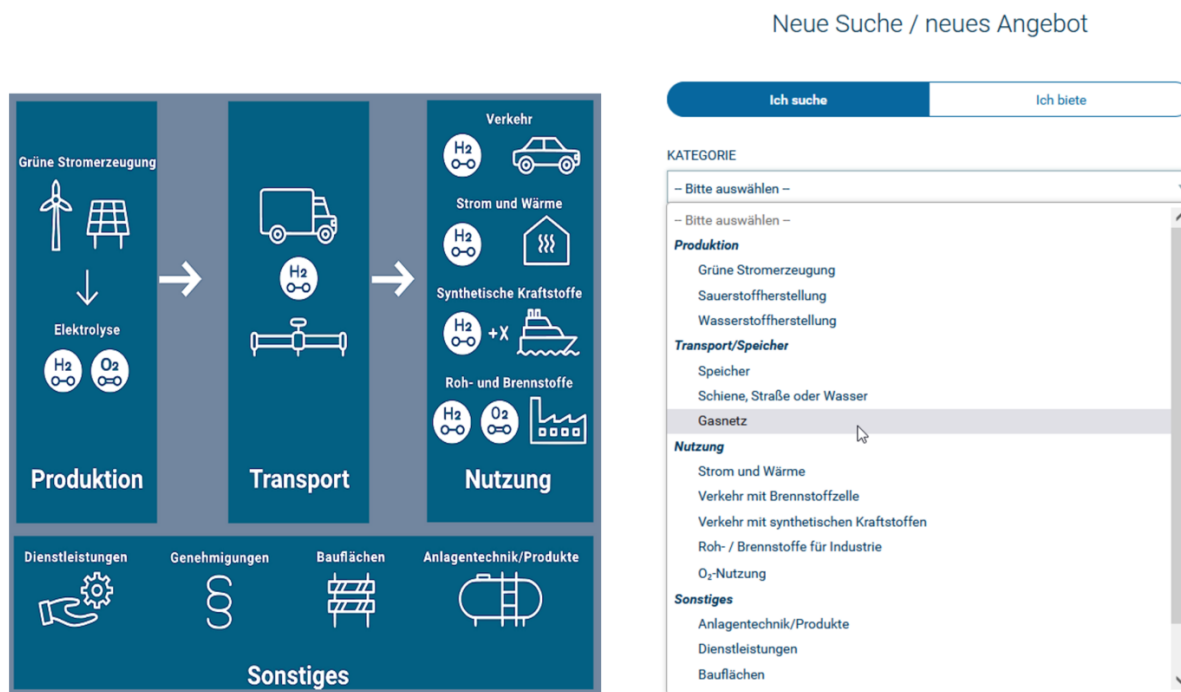 Neue Suche / neues Angebot
Verkehr
H2
Grüne Stromerzeugung
Strom und Wärme
H2
H2
Synthetische Kraftstoffe
H2 +X
Elektrolyse
H2 O2
Roh- und Brennstoffe
H2 O2
Produktion
Transport
Nutzung
Dienstleistungen
Genehmigungen
Bauflächen
Anlagentechnik/Produkte
Sonstiges
Ich suche
Ich biete
KATEGORIE
-- Bitte auswählen --
-- Bitte auswählen --
Produktion
Grüne Stromerzeugung
Sauerstoffherstellung
Wasserstoffherstellung
Transport/Speicher
Speicher
Schiene, Straße oder Wasser
Gasnetz
Nutzung
Strom und Wärme
Verkehr mit Brennstoffzelle
Verkehr mit synthetischen Kraftstoffen
Roh- / Brennstoffe für Industrie
O₂-Nutzung
Sonstiges
Anlagentechnik/Produkte
Dienstleistungen
Bauflächen